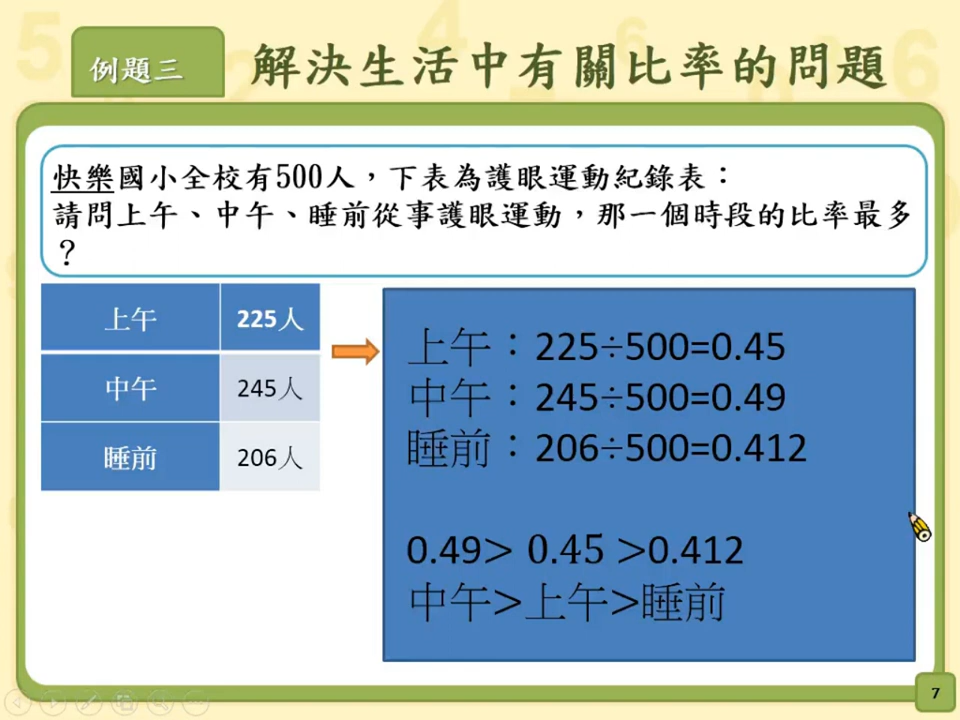 例題三
解決生活中有關比率的問題
快樂國小全校有500人，下表為護眼運動紀錄表：
請問上午、中午、睡前從事護眼運動，那一個時段的比率最多
？
上午 225人
中午 245人
睡前 206人
上午：225÷500=0.45
中午：245÷500=0.49
睡前：206÷500=0.412
0.49> 0.45 >0.412
中午>上午>睡前
7